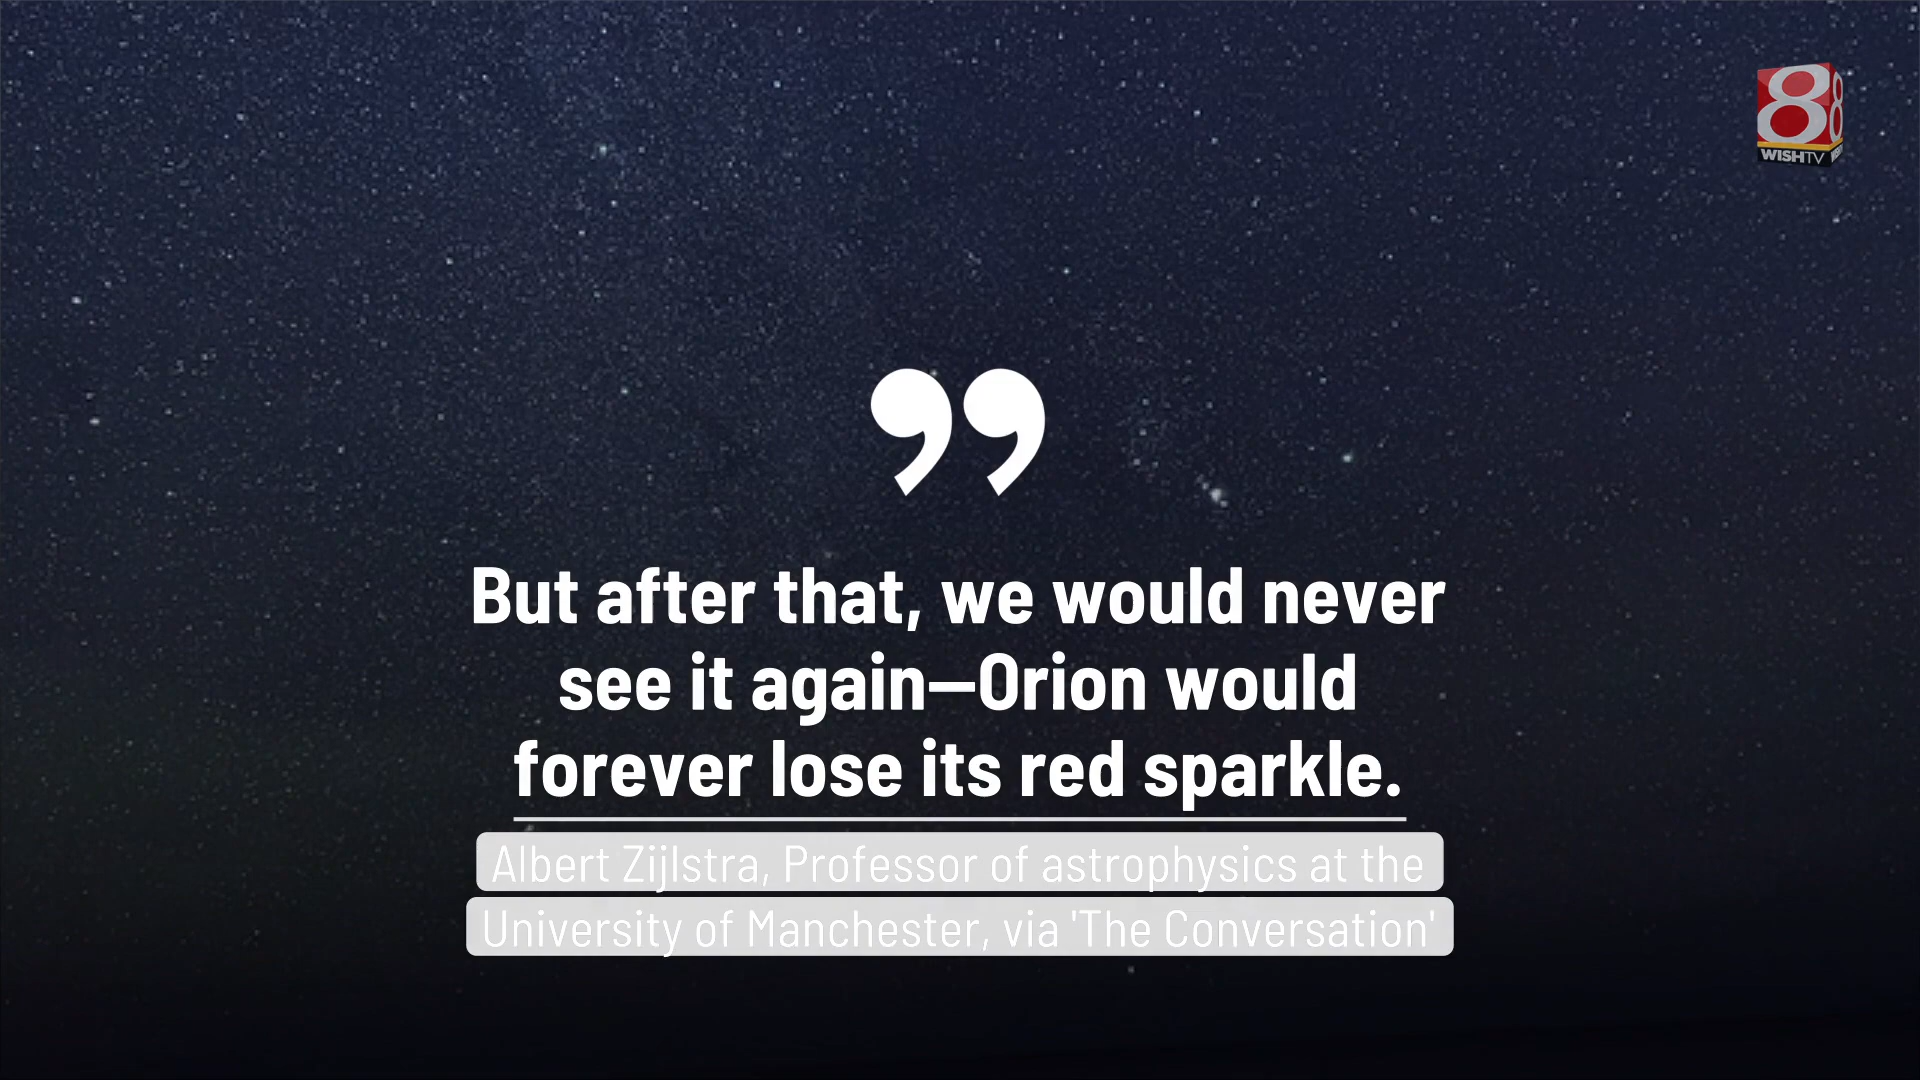 8
WISHTV
”
But after that, we would never
see it again—Orion would
forever lose its red sparkle.
Albert Zijlstra, Professor of astrophysics at the
University of Manchester, via 'The Conversation'